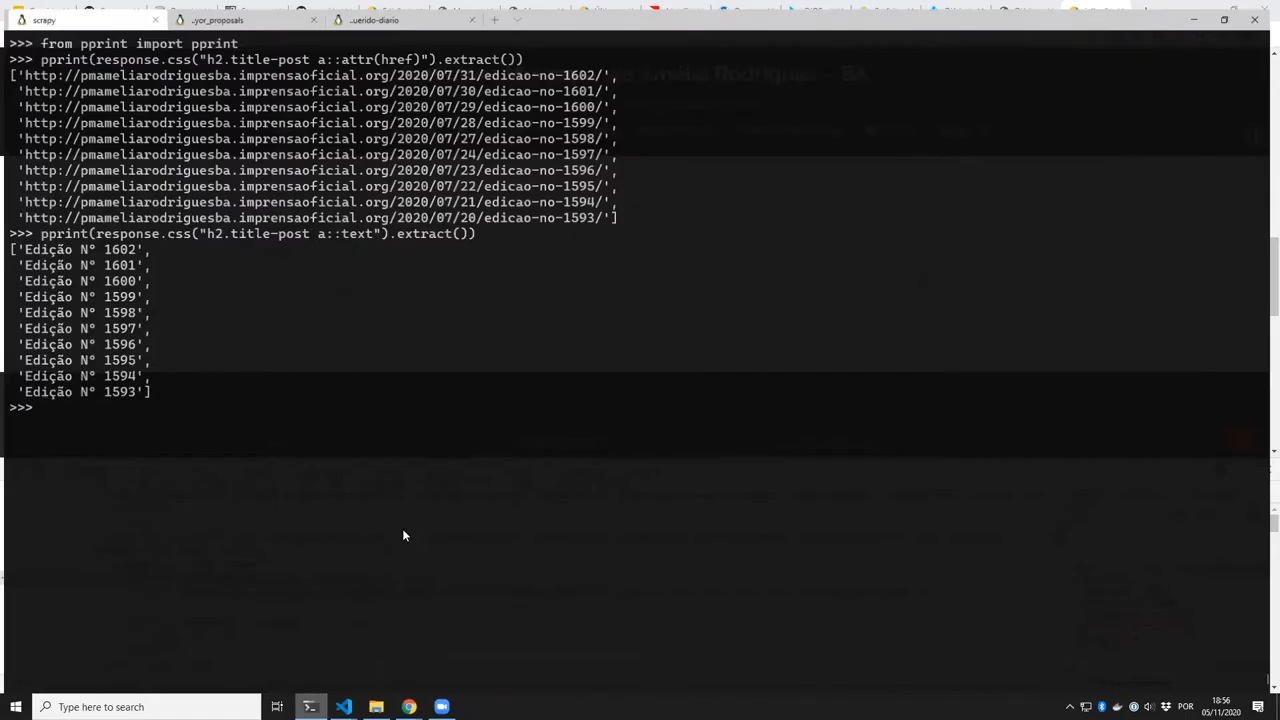 scrapy
..yor_proposals
..uerido-diario
>>> from pprint import pprint
>>> pprint(response.css("h2.title-post a::attr(href)").extract())
['http://pmameliarodriguesba.imprensaoficial.org/2020/07/31/edicao-no-1602/',
'http://pmameliarodriguesba.imprensaoficial.org/2020/07/30/edicao-no-1601/',
'http://pmameliarodriguesba.imprensaoficial.org/2020/07/29/edicao-no-1600/',
'http://pmameliarodriguesba.imprensaoficial.org/2020/07/28/edicao-no-1599/',
'http://pmameliarodriguesba.imprensaoficial.org/2020/07/27/edicao-no-1598/',
'http://pmameliarodriguesba.imprensaoficial.org/2020/07/24/edicao-no-1597/',
'http://pmameliarodriguesba.imprensaoficial.org/2020/07/23/edicao-no-1596/',
'http://pmameliarodriguesba.imprensaoficial.org/2020/07/22/edicao-no-1595/',
'http://pmameliarodriguesba.imprensaoficial.org/2020/07/21/edicao-no-1594/',
'http://pmameliarodriguesba.imprensaoficial.org/2020/07/20/edicao-no-1593/']
>>> pprint(response.css("h2.title-post a::text").extract())
['Edição N° 1602',
'Edição N° 1601',
'Edição N° 1600',
'Edição N° 1599',
'Edição N° 1598',
'Edição N° 1597',
'Edição N° 1596',
'Edição N° 1595',
'Edição N° 1594',
'Edição N° 1593']
>>>
Type here to search
POR
18:56
05/11/2020